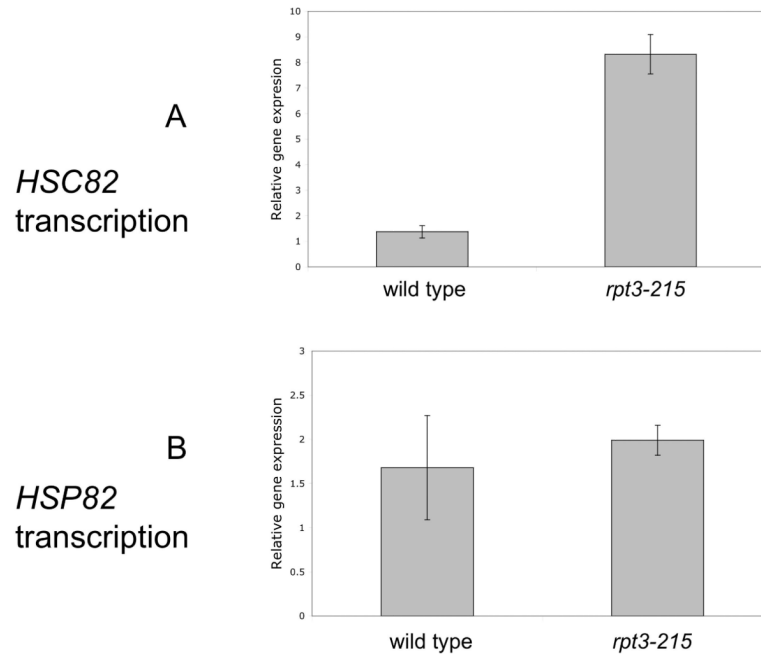 A
HSC82
transcription
Relative gene expresion
10
9
8
7
6
5
4
3
2
1
0
wild type
rpt3-215
B
HSP82
transcription
Relative gene expression
3
2.5
2
1.5
1
0.5
0
wild type
rpt3-215